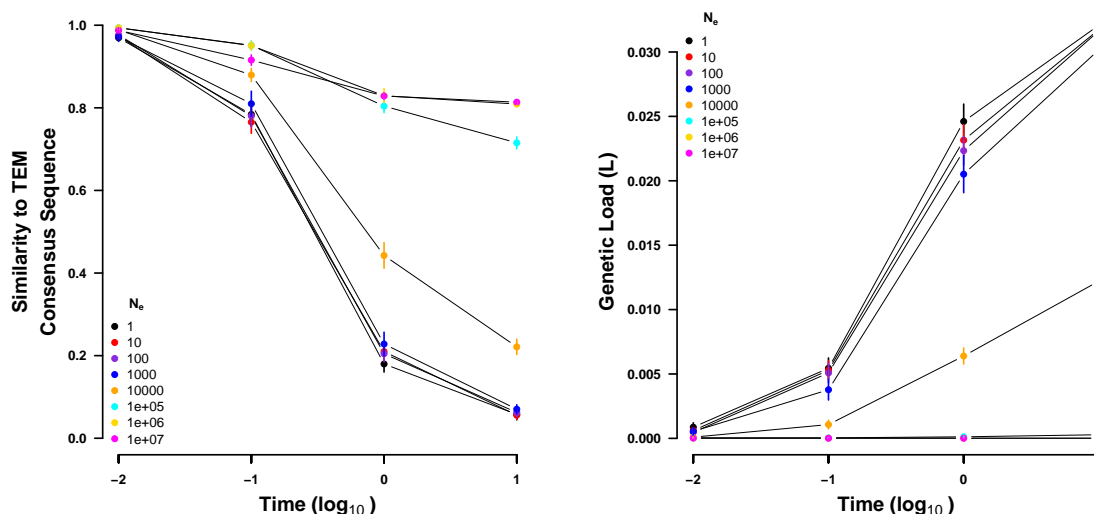 1.0
0.8
0.6
0.4
0.2
0.0
Similarity to TEM
Consensus Sequence
Nₑ
1
10
100
1000
10000
1e+05
1e+06
1e+07
−2
−1
0
1
Time (log₁₀ )
0.030
0.025
0.020
0.015
0.010
0.005
0.000
Genetic Load (L)
Nₑ
1
10
100
1000
10000
1e+05
1e+06
1e+07
−2
−1
0
Time (log₁₀ )